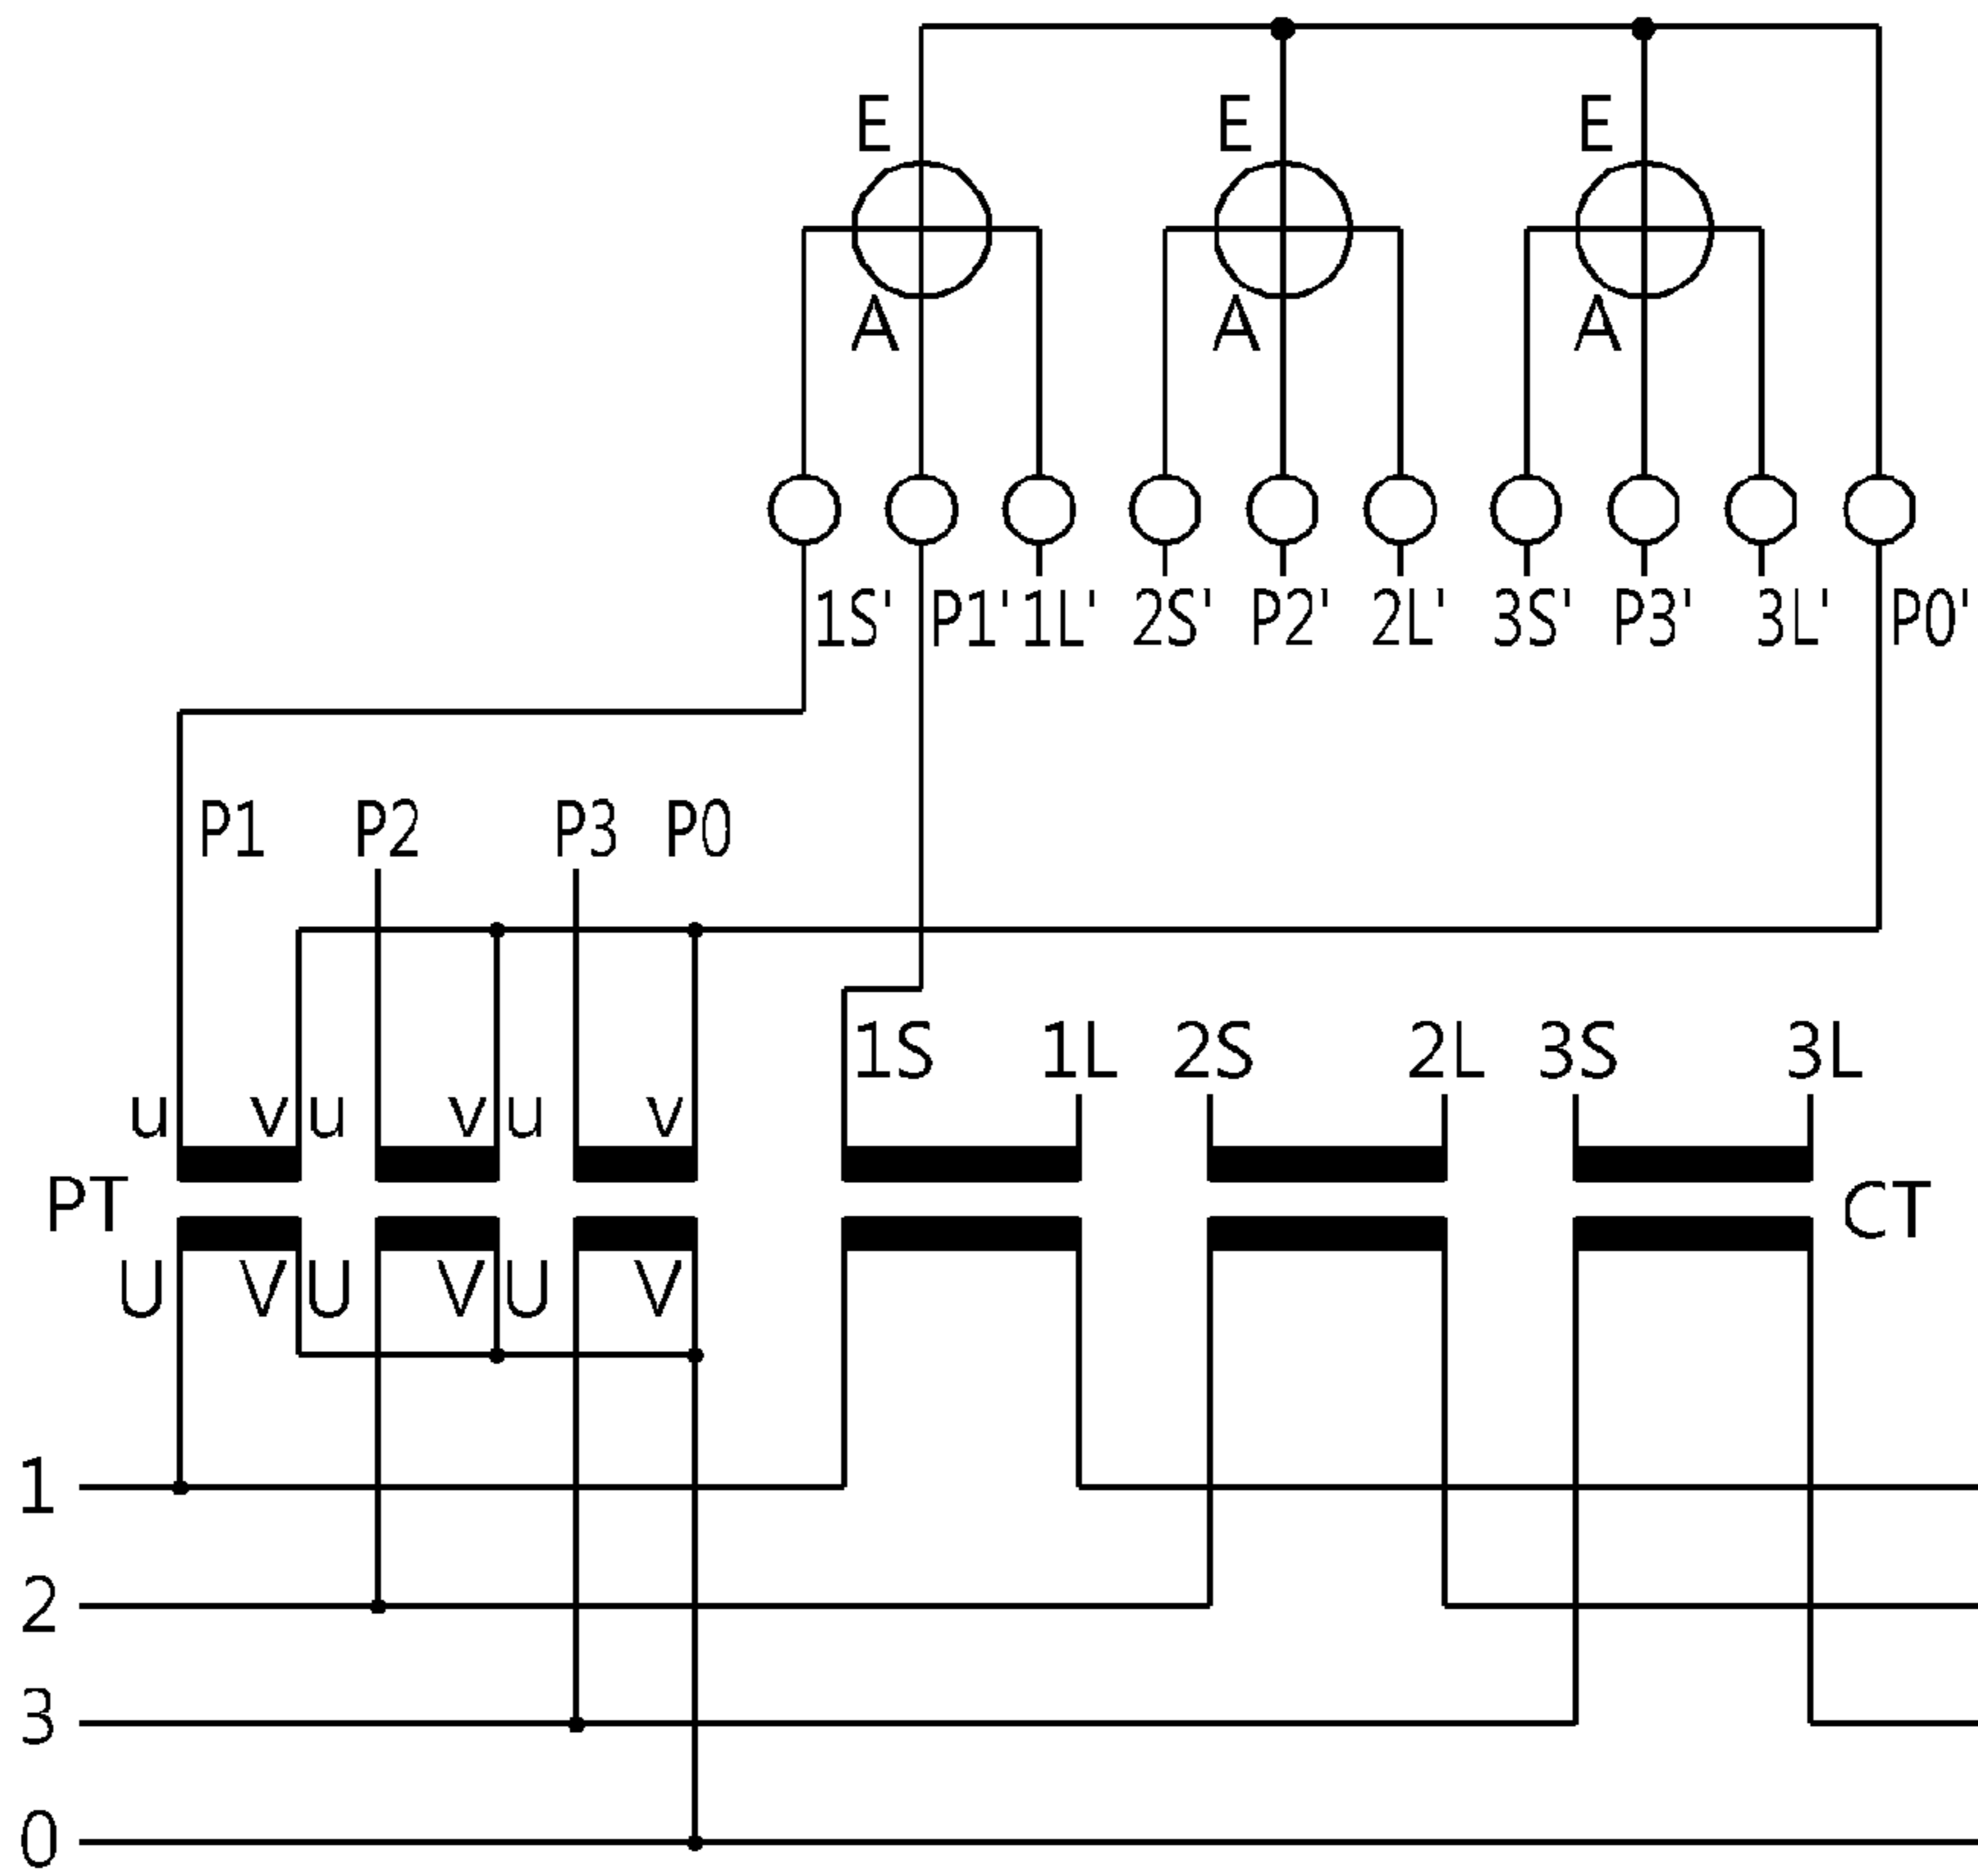 E E E
A A A
1S' P1' 1L' 2S' P2' 2L' 3S' P3' 3L' P0'
P1 P2 P3 P0
1S 1L 2S 2L 3S 3L
u v u v u v
PT CT
U V U V U V
1
2
3
0